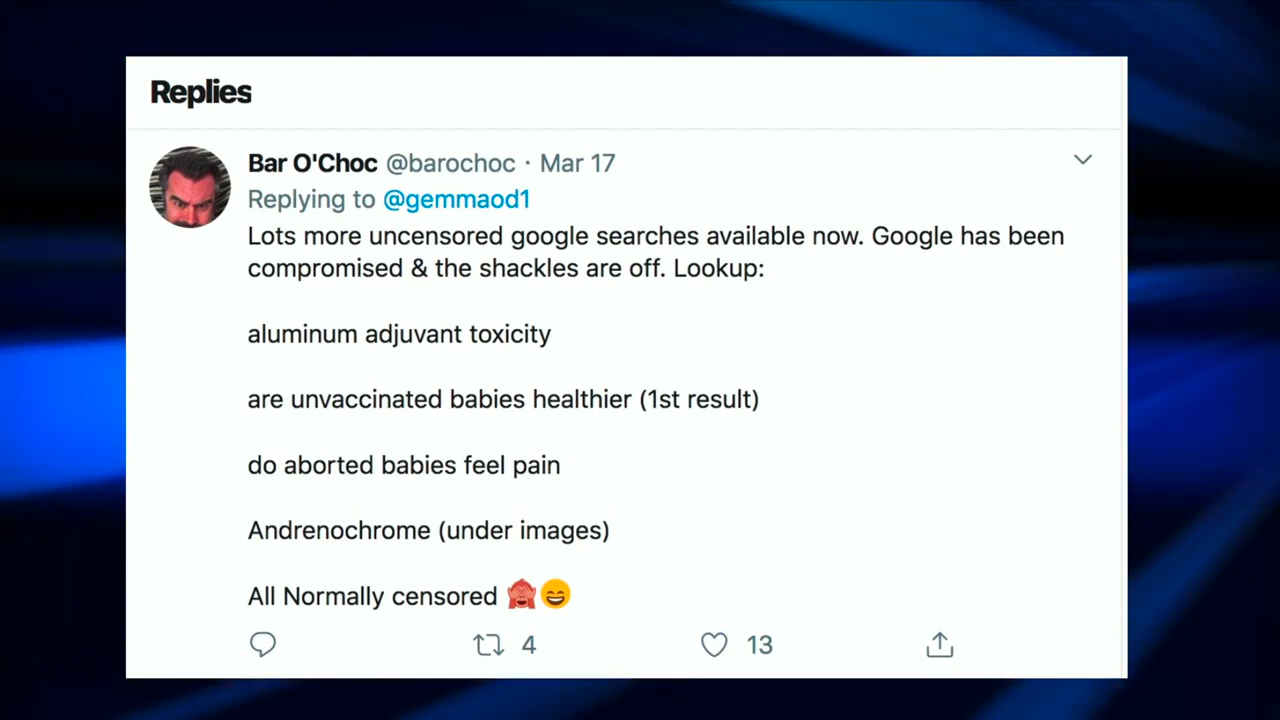 Replies
Bar O'Choc @barochoc · Mar 17
Replying to @gemmaod1
Lots more uncensored google searches available now. Google has been
compromised & the shackles are off. Lookup:
aluminum adjuvant toxicity
are unvaccinated babies healthier (1st result)
do aborted babies feel pain
Andrenochrome (under images)
All Normally censored 🙈😄
4 13